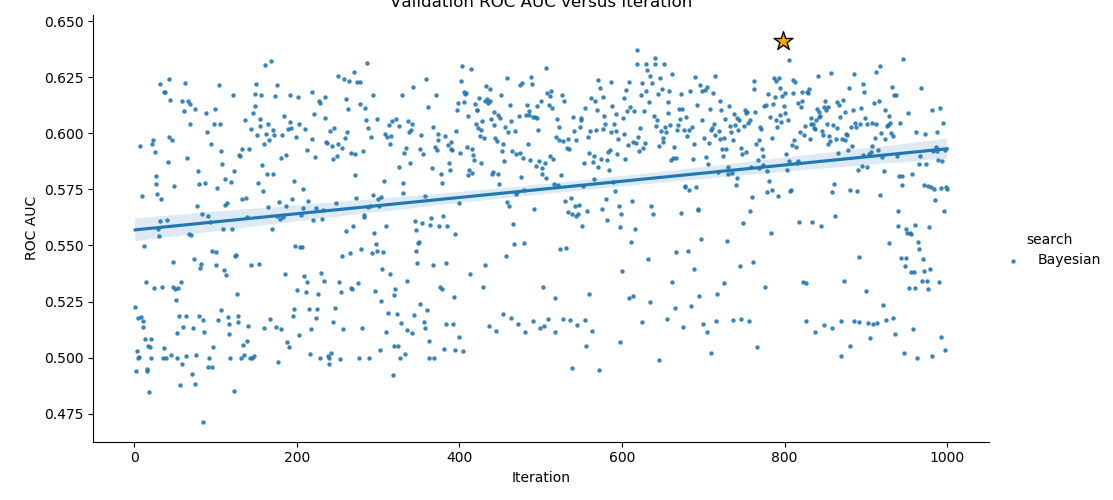 Validation ROC AUC versus Iteration
0.650
0.625
0.600
0.575
0.550
0.525
0.500
0.475
ROC AUC
0 200 400 600 800 1000
Iteration
search
Bayesian